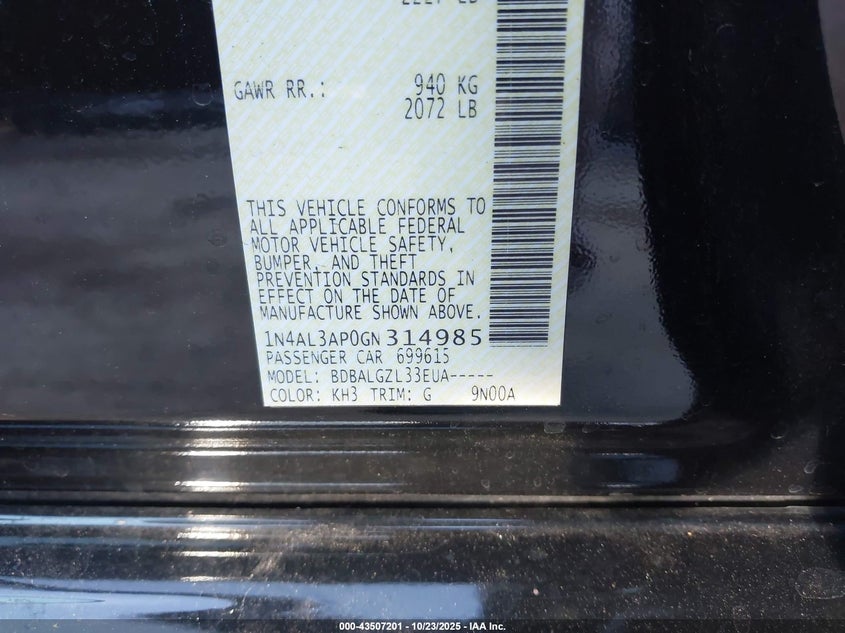 GAWR RR.: 940 KG
2072 LB
THIS VEHICLE CONFORMS TO
ALL APPLICABLE FEDERAL
MOTOR VEHICLE SAFETY,
BUMPER, AND THEFT
PREVENTION STANDARDS IN
EFFECT ON THE DATE OF
MANUFACTURE SHOWN ABOVE.
1N4AL3AP0GN314985
PASSENGER CAR 699615
MODEL: BDBALGZL33EUA-----
COLOR: KH3 TRIM: G 9N00A
000-43507201 - 10/23/2025 - IAA Inc.